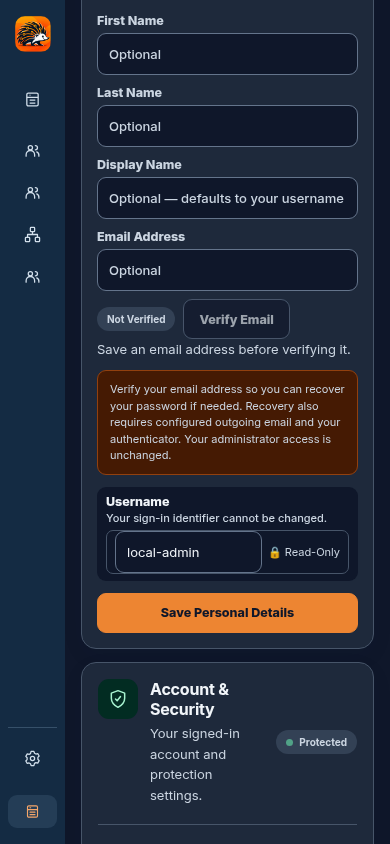 First Name
Optional
Last Name
Optional
Display Name
Optional — defaults to your username
Email Address
Optional
Not Verified
Verify Email
Save an email address before verifying it.
Verify your email address so you can recover
your password if needed. Recovery also
requires configured outgoing email and your
authenticator. Your administrator access is
unchanged.
Username
Your sign-in identifier cannot be changed.
local-admin
🔒 Read-Only
Save Personal Details
Account &
Security
Your signed-in
account and
protection
settings.
Protected